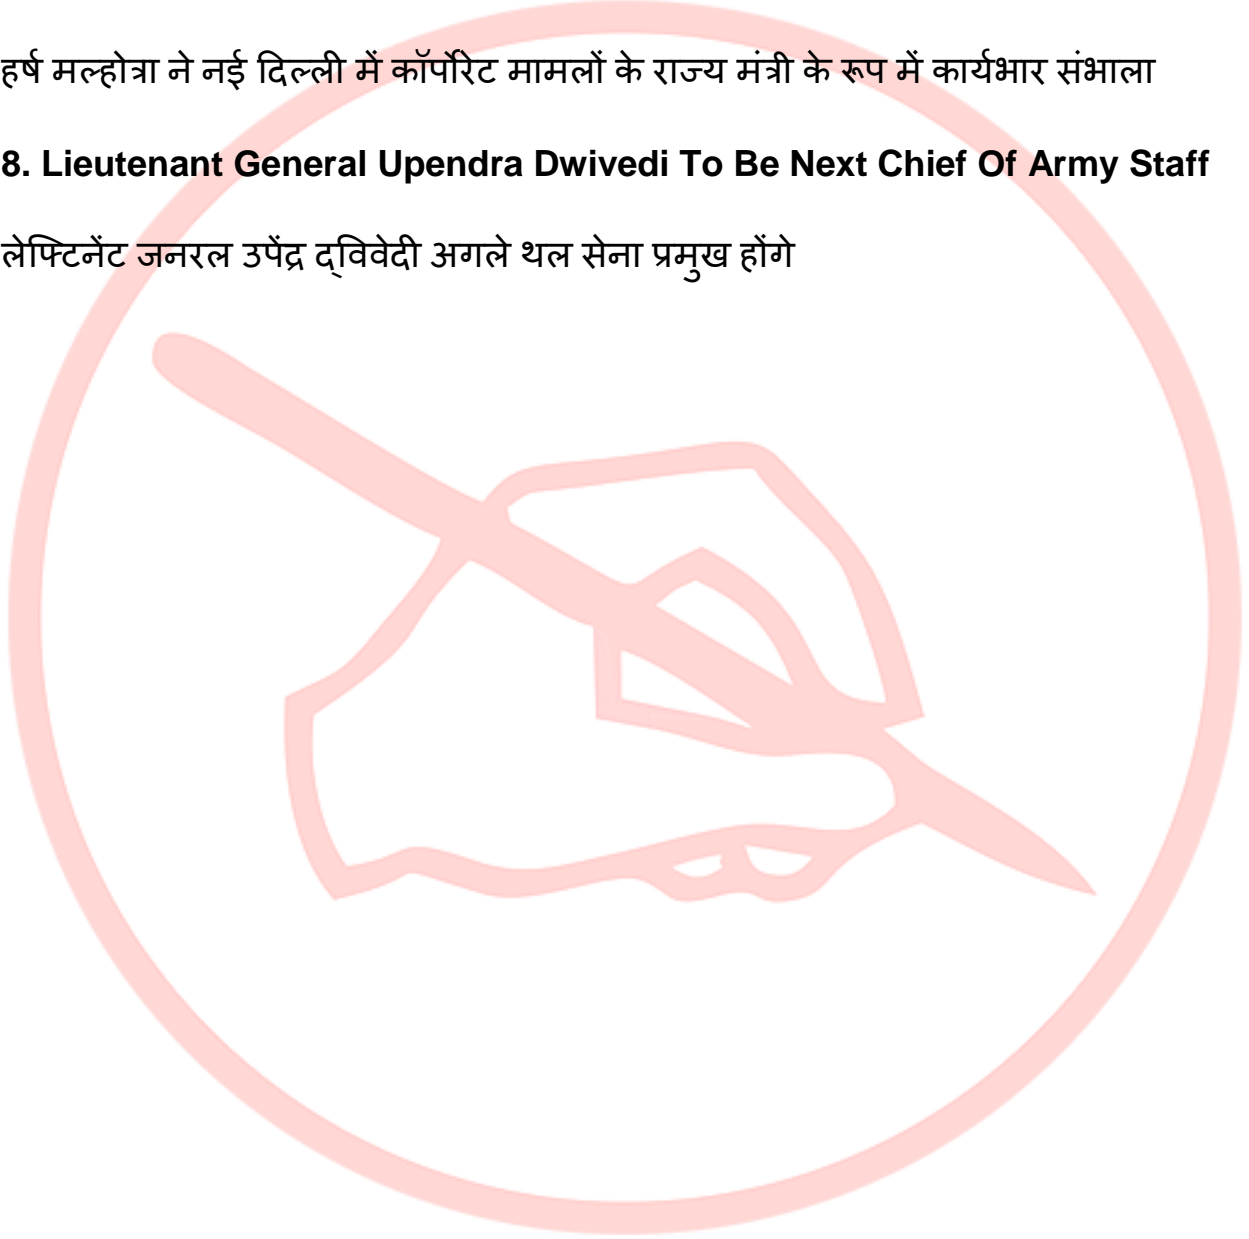 हर्ष मल्होत्रा ने नई दिल्ली में कॉर्पोरेट मामलों के राज्य मंत्री के रूप में कार्यभार संभाला
8. Lieutenant General Upendra Dwivedi To Be Next Chief Of Army Staff
लेफ्टिनेंट जनरल उपेंद्र द्विवेदी अगले थल सेना प्रमुख होंगे